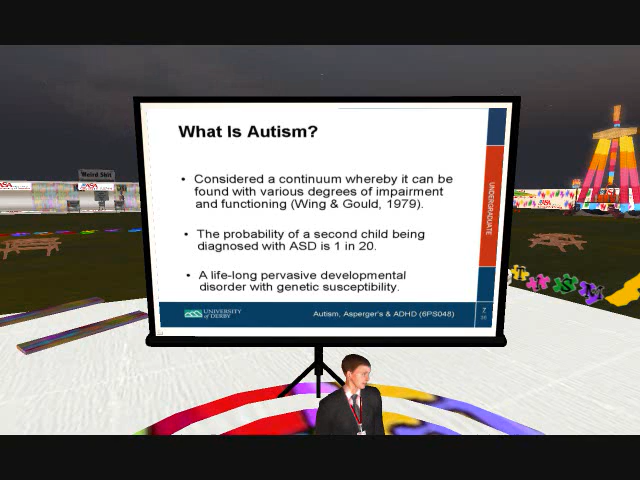 What Is Autism?
• Considered a continuum whereby it can be
found with various degrees of impairment
and functioning (Wing & Gould, 1979).
• The probability of a second child being
diagnosed with ASD is 1 in 20.
• A life-long pervasive developmental
disorder with genetic susceptibility.
UNDERGRADUATE
UNIVERSITY
of DERBY
Autism, Asperger's & ADHD (6PS048)
7
Weird Shit
T I S M